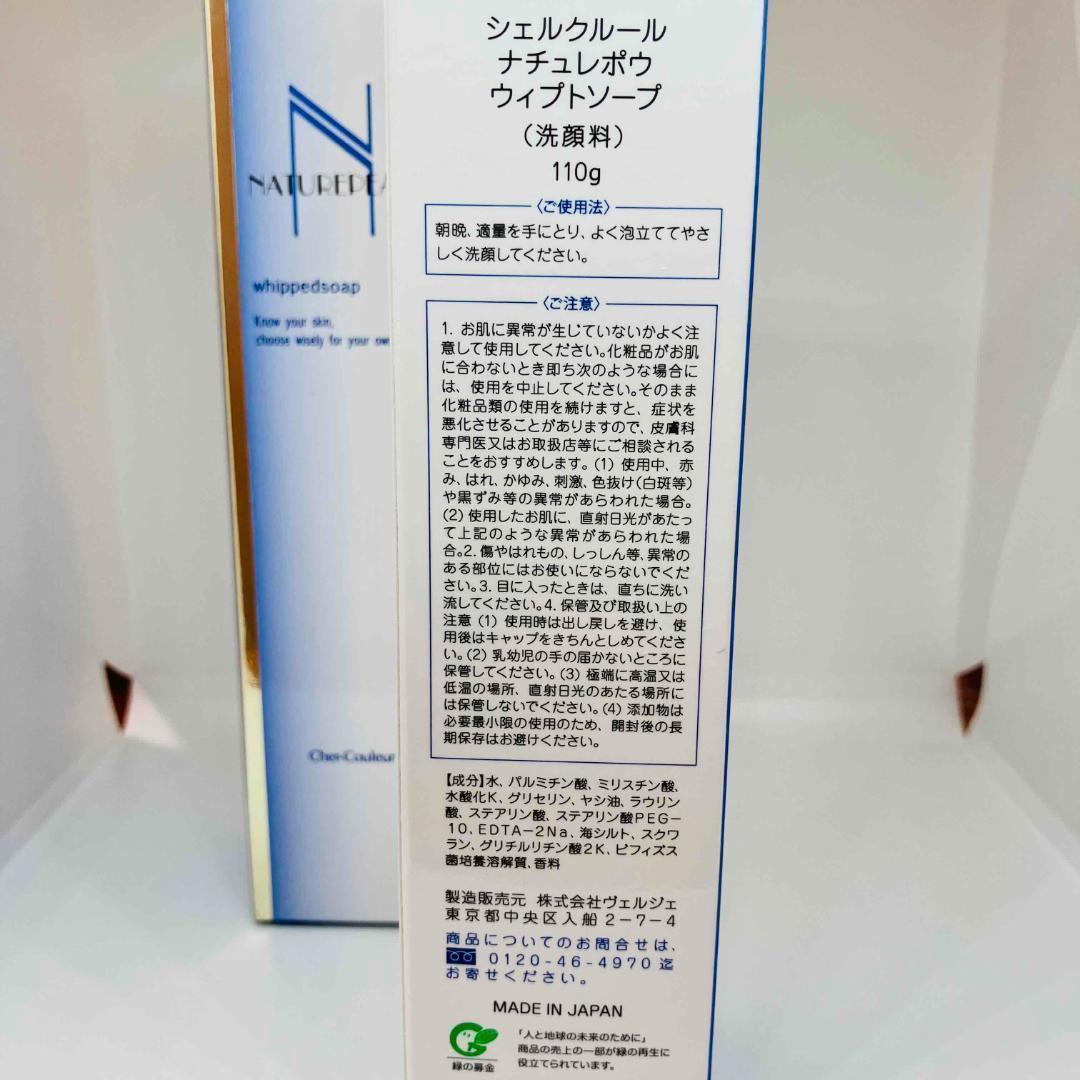 NATUREPEA
whippedsoap
Know your skin,
choose wisely for your ow
Cher-Couleur
シェルクルール
ナチュレポウ
ウィプトソープ
（洗顔料）
110g
〈ご使用法〉
朝晩、適量を手にとり、よく泡立ててやさ
しく洗顔してください。
〈ご注意〉
1. お肌に異常が生じていないかよく注
意して使用してください。化粧品がお肌
に合わないとき即ち次のような場合に
は、使用を中止してください。そのまま
化粧品類の使用を続けますと、症状を
悪化させることがありますので、皮膚科
専門医又はお取扱店等にご相談される
ことをおすすめします。（1）使用中、赤
み、はれ、かゆみ、刺激、色抜け（白斑等）
や黒ずみ等の異常があらわれた場合。
（2）使用したお肌に、直射日光があたっ
て上記のような異常があらわれた場
合。2. 傷やはれもの、しっしん等、異常の
ある部位にはお使いにならないでくだ
さい。3. 目に入ったときは、直ちに洗い
流してください。4. 保管及び取扱い上の
注意（1）使用時は出し戻しを避け、使
用後はキャップをきちんとしめてくださ
い。（2）乳幼児の手の届かないところに
保管してください。（3）極端に高温又は
低温の場所、直射日光のあたる場所に
は保管しないでください。（4）添加物は
必要最小限の使用のため、開封後の長
期保存はお避けください。
【成分】水、パルミチン酸、ミリスチン酸、
水酸化K、グリセリン、ヤシ油、ラウリン
酸、ステアリン酸、ステアリン酸PEG－
10、EDTA－2Na、海シルト、スクワ
ラン、グリチルリチン酸2K、ビフィズス
菌培養溶解質、香料
製造販売元 株式会社ヴェルジェ
東京都中央区入船2－7－4
商品についてのお問合せは、
0120-46-4970 迄
お寄せください。
MADE IN JAPAN
緑の募金
「人と地球の未来のために」
商品の売上の一部が緑の再生に
役立てられています。